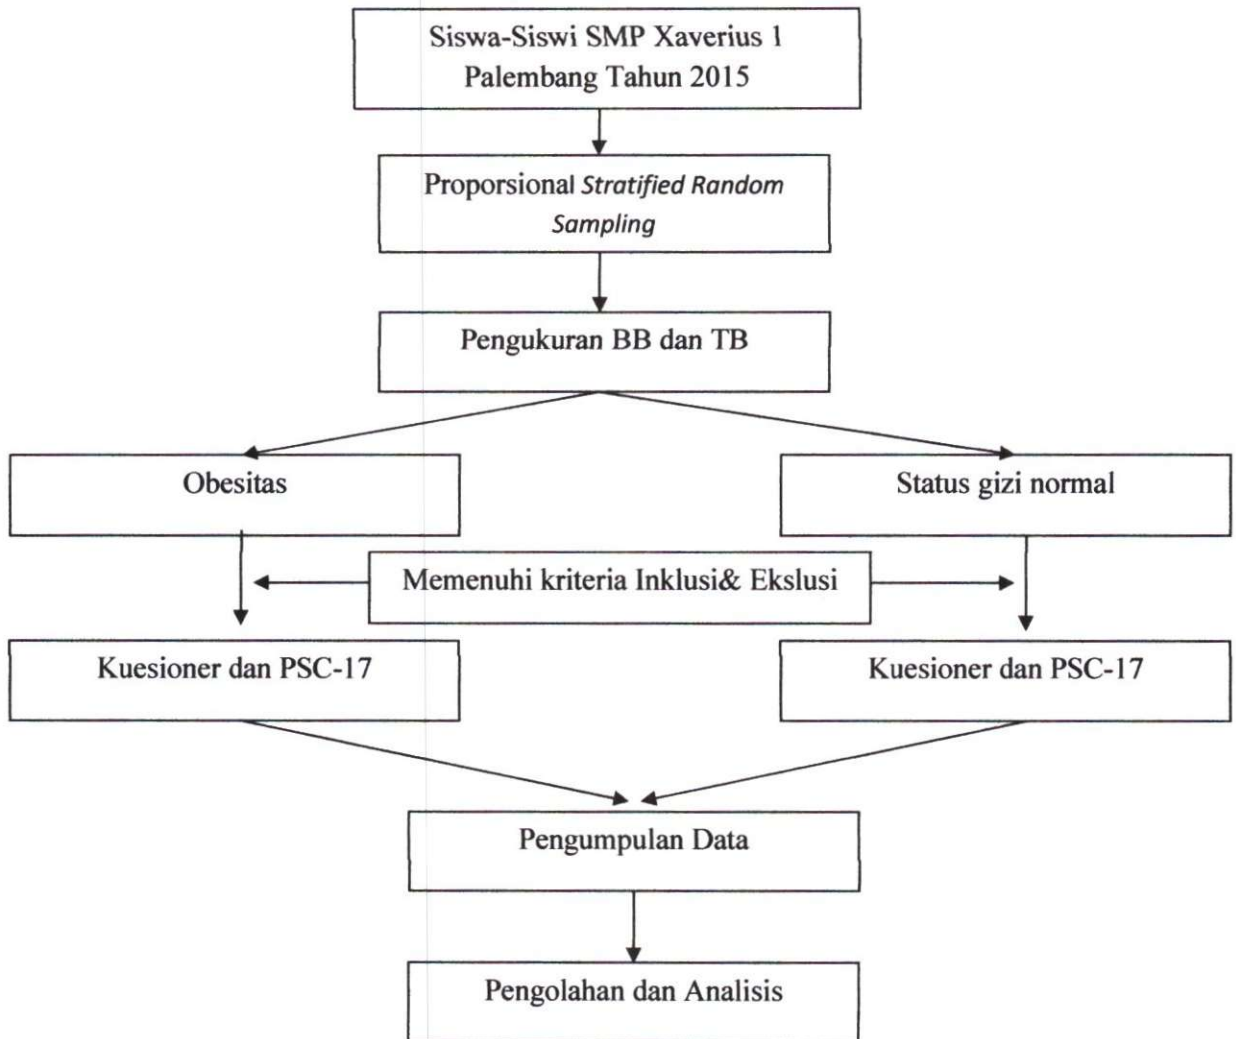 Siswa-Siswi SMP Xaverius 1
Palembang Tahun 2015
Proporsional Stratified Random
Sampling
Pengukuran BB dan TB
Obesitas
Status gizi normal
Memenuhi kriteria Inklusi& Ekslusi
Kuesioner dan PSC-17
Kuesioner dan PSC-17
Pengumpulan Data
Pengolahan dan Analisis